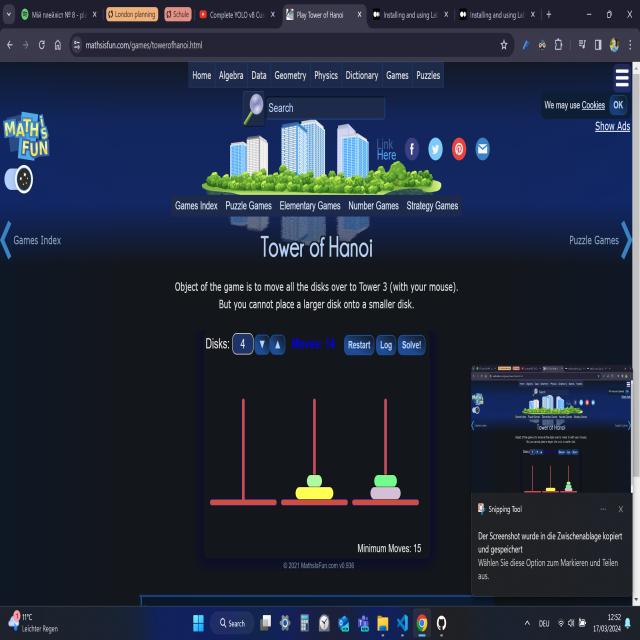 Мій плейліст № 8 - pl
London planning
Schule
Complete YOLO v8 Cu
Play Tower of Hanoi
Installing and using Lal
Installing and using Lal
mathsisfun.com/games/towerofhanoi.html
Home Algebra Data Geometry Physics Dictionary Games Puzzles
Search
We may use Cookies OK
Show Ads
MATHS IS FUN
Link Here
Games Index Puzzle Games Elementary Games Number Games Strategy Games
Games Index
Puzzle Games
Tower of Hanoi
Object of the game is to move all the disks over to Tower 3 (with your mouse).
But you cannot place a larger disk onto a smaller disk.
Disks: 4 ▼ ▲ Moves: 14 Restart Log Solve!
Minimum Moves: 15
© 2021 MathsIsFun.com v0.936
Tower of Hanoi
Snipping Tool
Der Screenshot wurde in die Zwischenablage kopiert
und gespeichert
Wählen Sie diese Option zum Markieren und Teilen
aus.
11°C
Leichter Regen
Search
DEU
12:52
17/03/2024